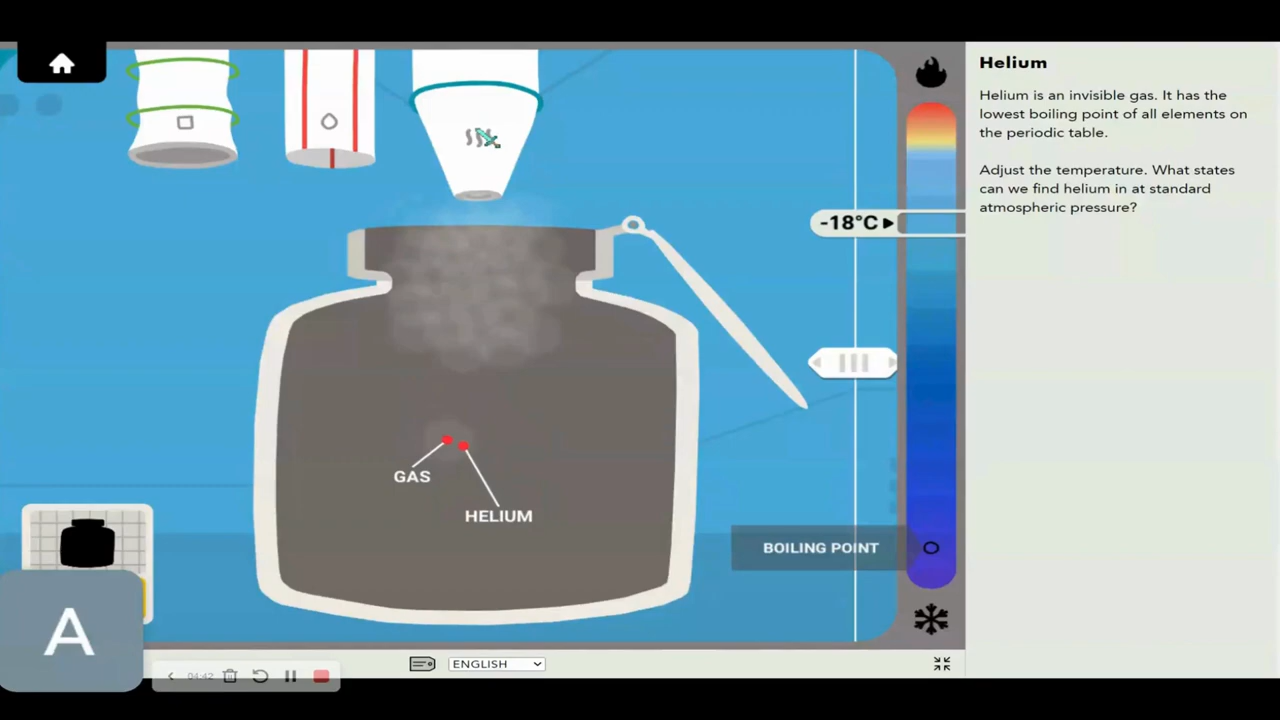 Helium
Helium is an invisible gas. It has the
lowest boiling point of all elements on
the periodic table.
Adjust the temperature. What states
can we find helium in at standard
atmospheric pressure?
-18°C
GAS
HELIUM
BOILING POINT
A
04:42
ENGLISH